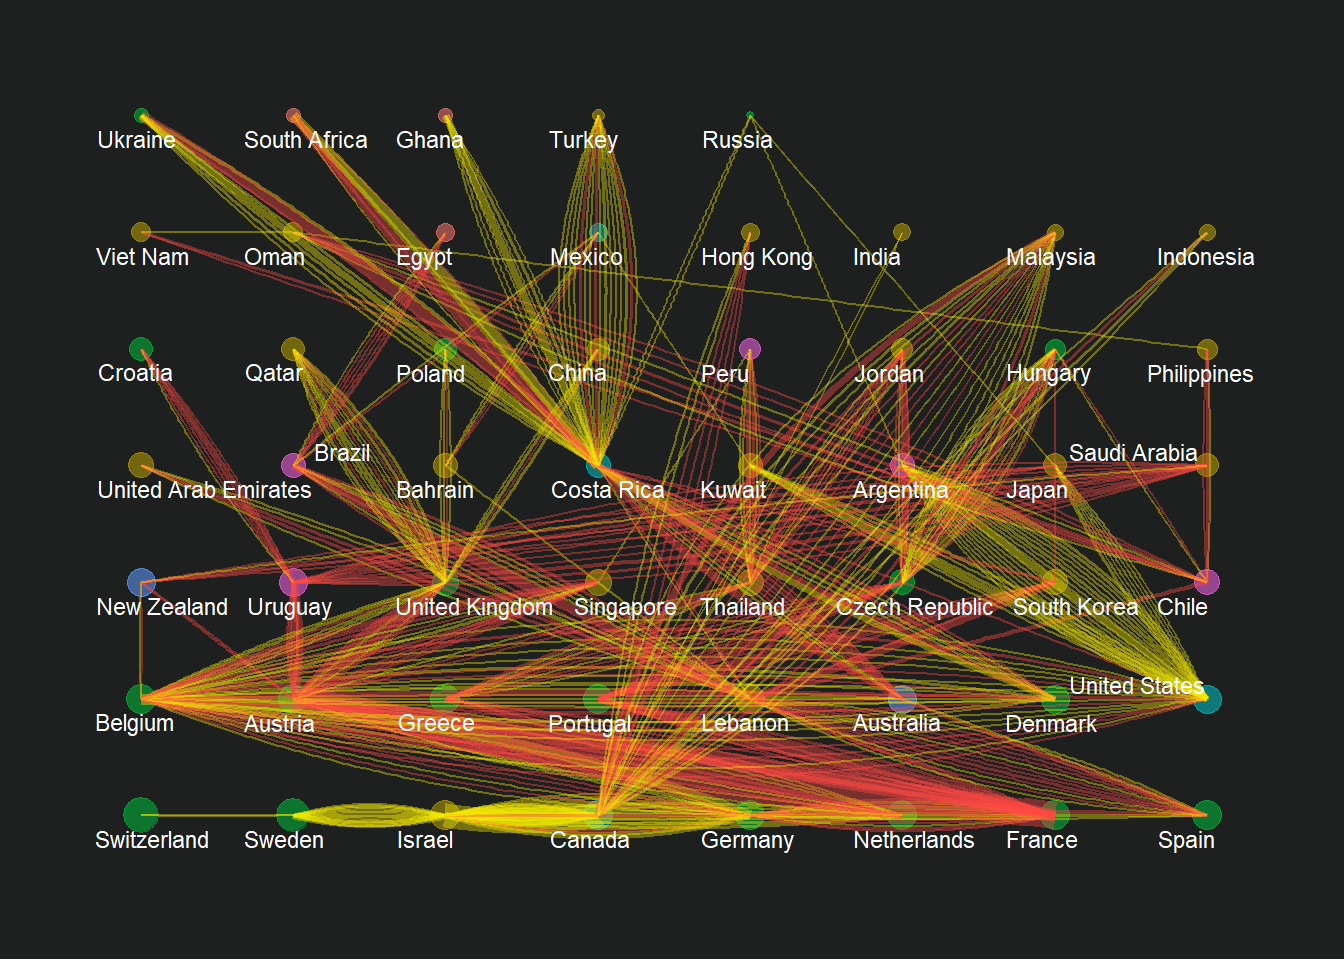 Ukraine
South Africa
Ghana
Turkey
Russia
Viet Nam
Oman
Egypt
Mexico
Hong Kong
India
Malaysia
Indonesia
Croatia
Qatar
Poland
China
Peru
Jordan
Hungary
Philippines
United Arab Emirates
Brazil
Bahrain
Costa Rica
Kuwait
Argentina
Japan
Saudi Arabia
New Zealand
Uruguay
United Kingdom
Singapore
Thailand
Czech Republic
South Korea
Chile
Belgium
Austria
Greece
Portugal
Lebanon
Australia
Denmark
United States
Switzerland
Sweden
Israel
Canada
Germany
Netherlands
France
Spain